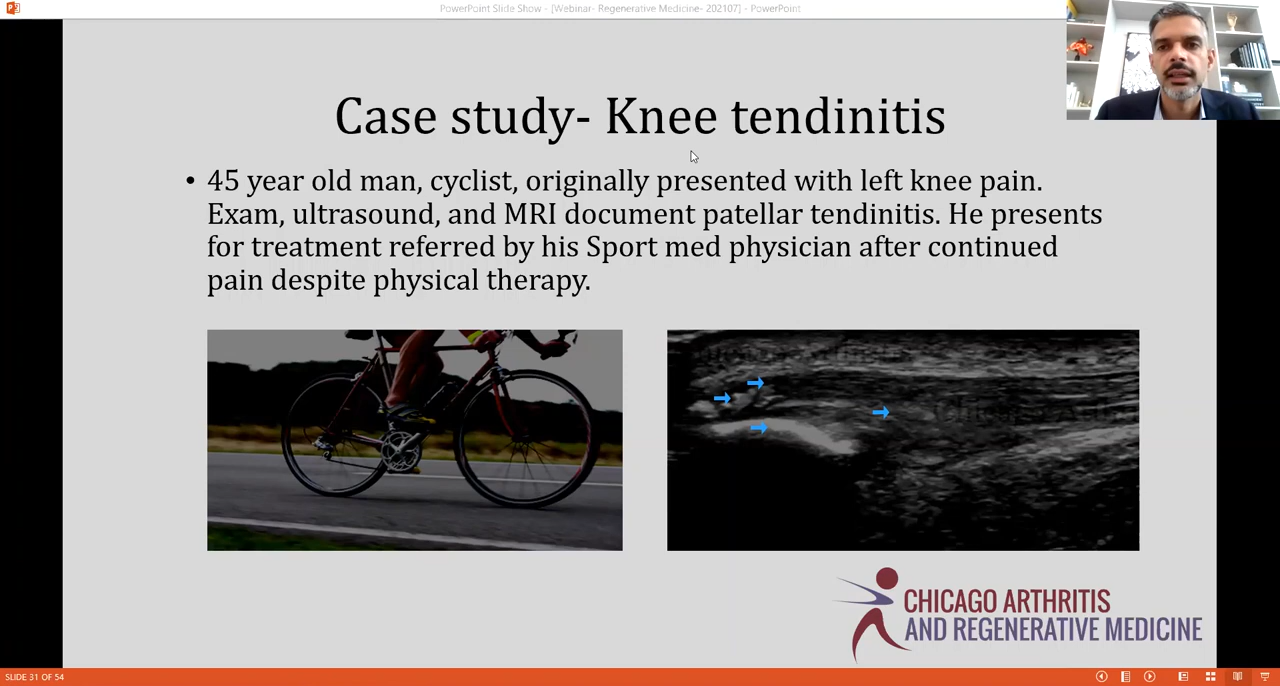 PowerPoint Slide Show - [Webinar- Regenerative Medicine- 202107] - PowerPoint
Case study- Knee tendinitis
• 45 year old man, cyclist, originally presented with left knee pain.
Exam, ultrasound, and MRI document patellar tendinitis. He presents
for treatment referred by his Sport med physician after continued
pain despite physical therapy.
CHICAGO ARTHRITIS
AND REGENERATIVE MEDICINE
SLIDE 31 OF 54